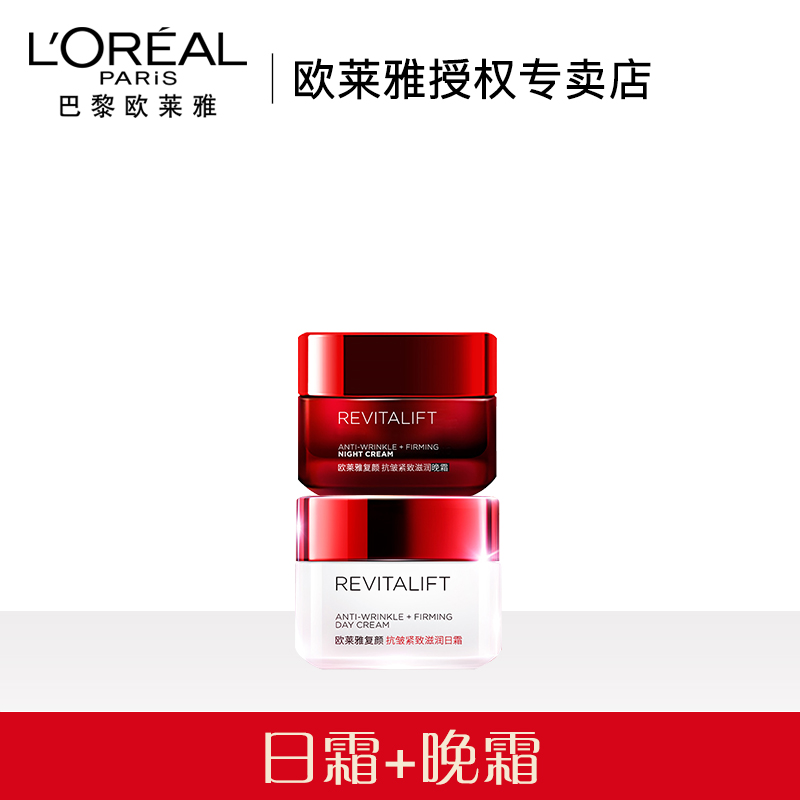 L'ORÉAL
PARiS
巴黎欧莱雅
欧莱雅授权专卖店
REVITALIFT
ANTI-WRINKLE + FIRMING
NIGHT CREAM
欧莱雅复颜 抗皱紧致滋润晚霜
REVITALIFT
ANTI-WRINKLE + FIRMING
DAY CREAM
欧莱雅复颜 抗皱紧致滋润日霜
日霜+晚霜